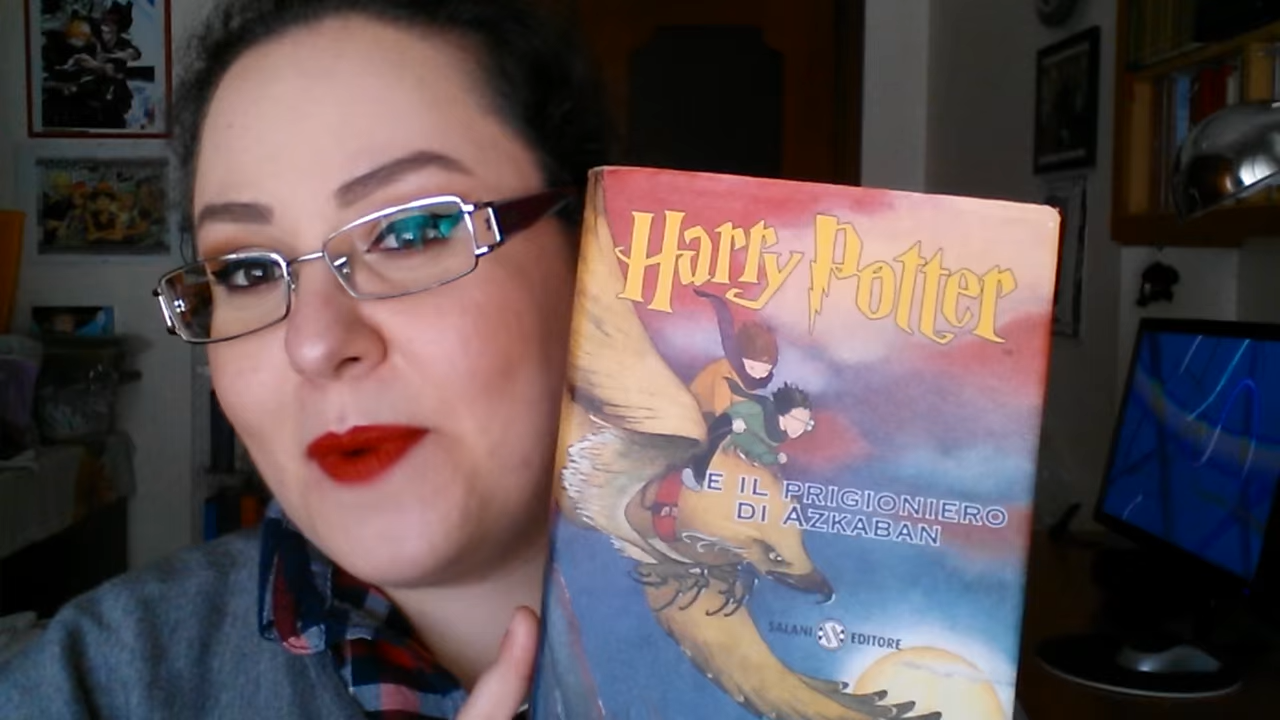 Harry Potter
E IL PRIGIONIERO
DI AZKABAN
SALANI EDITORE